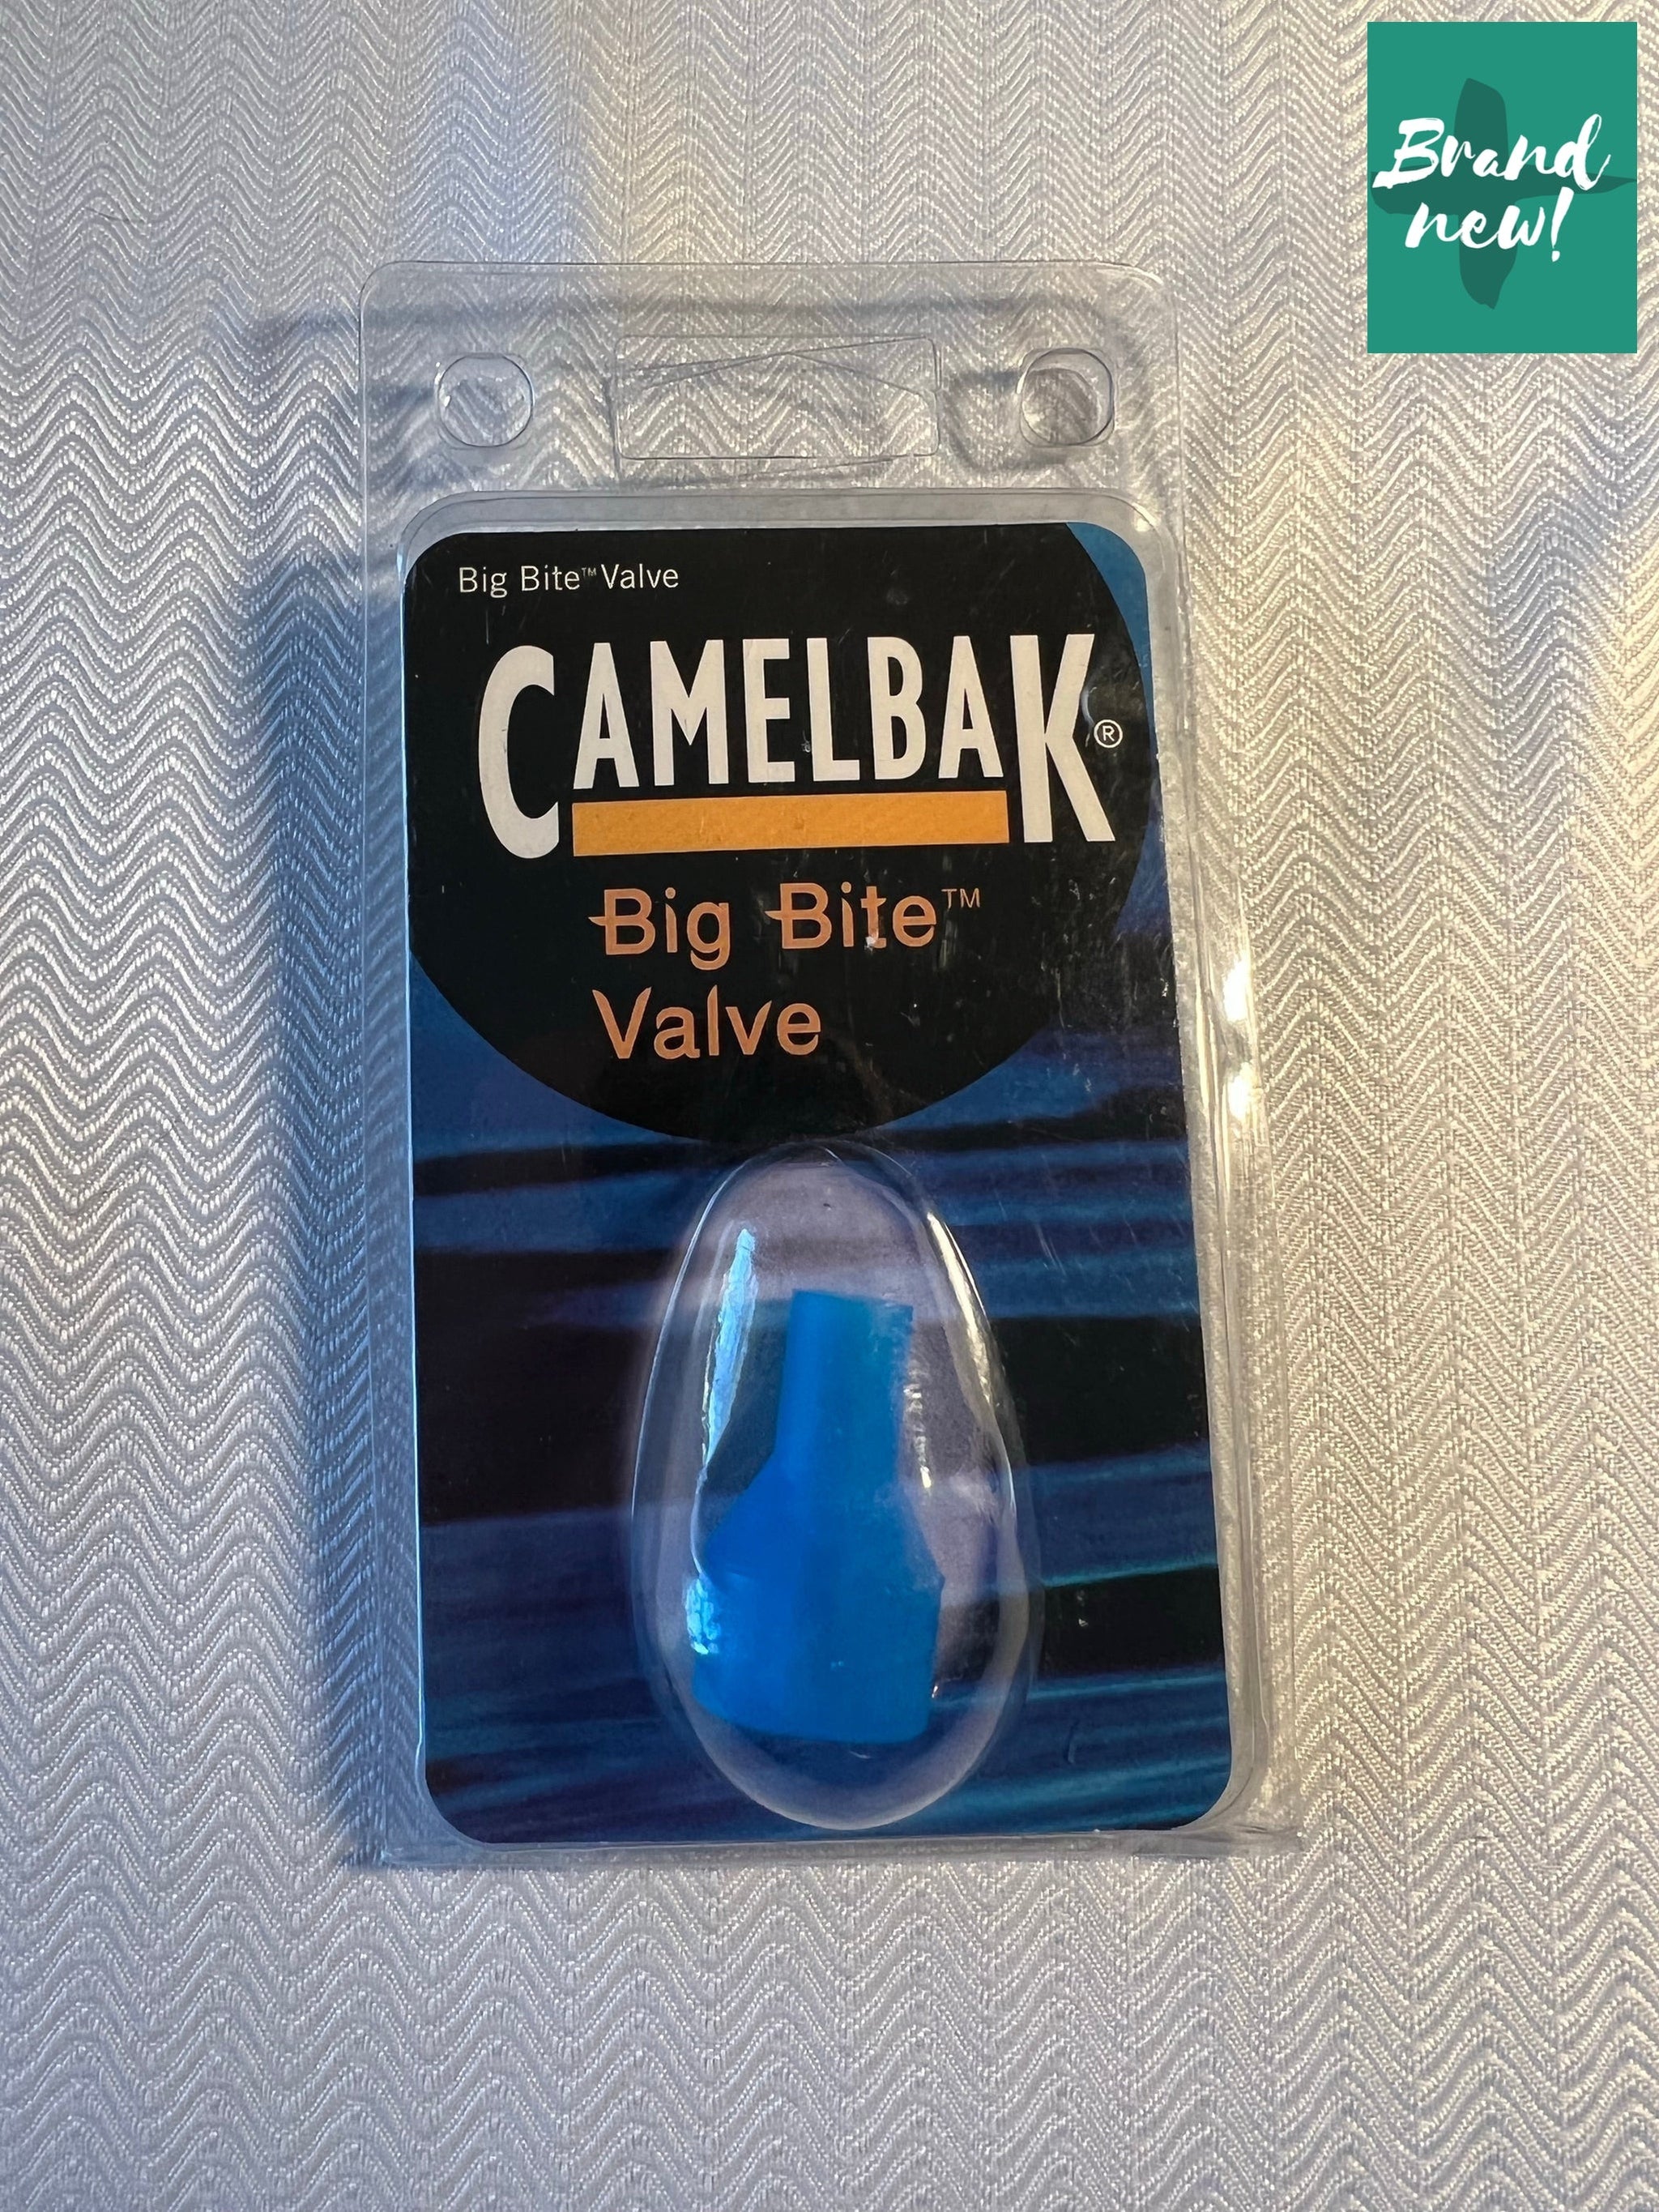 Brand
new!
Big Bite™ Valve
CAMELBAK®
Big Bite™
Valve